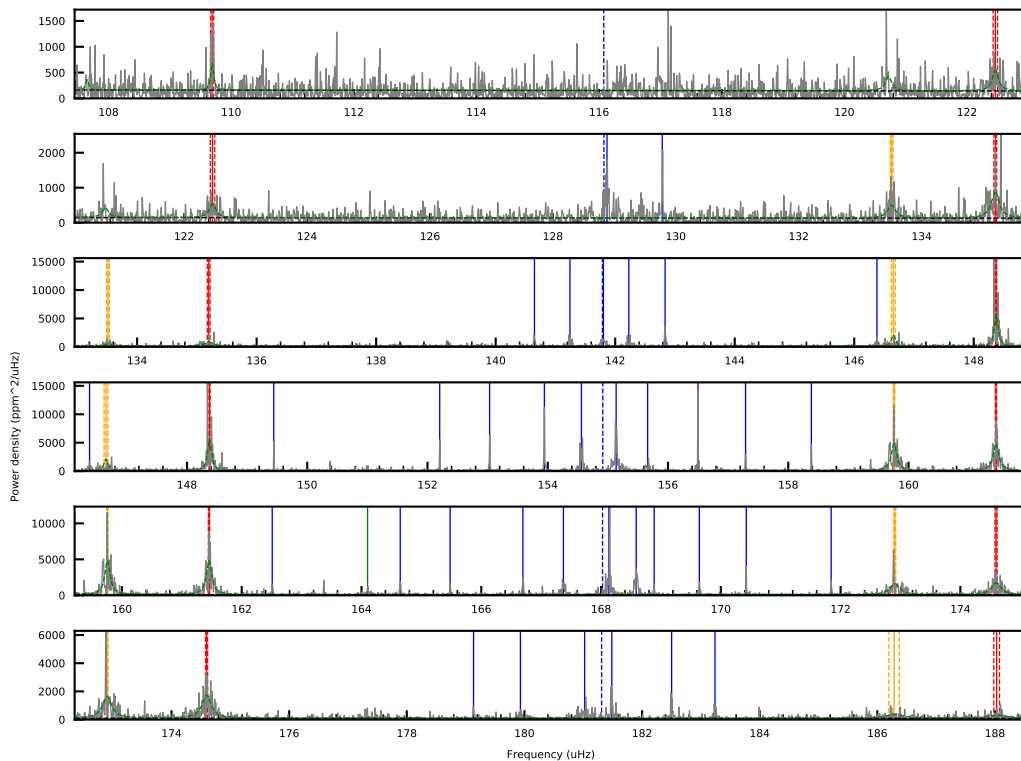 1500
1000
500
0
108 110 112 114 116 118 120 122
2000
1000
0
122 124 126 128 130 132 134
15000
10000
5000
0
134 136 138 140 142 144 146 148
Power density (ppm^2/uHz)
15000
10000
5000
0
148 150 152 154 156 158 160
10000
5000
0
160 162 164 166 168 170 172 174
6000
4000
2000
0
174 176 178 180 182 184 186 188
Frequency (uHz)